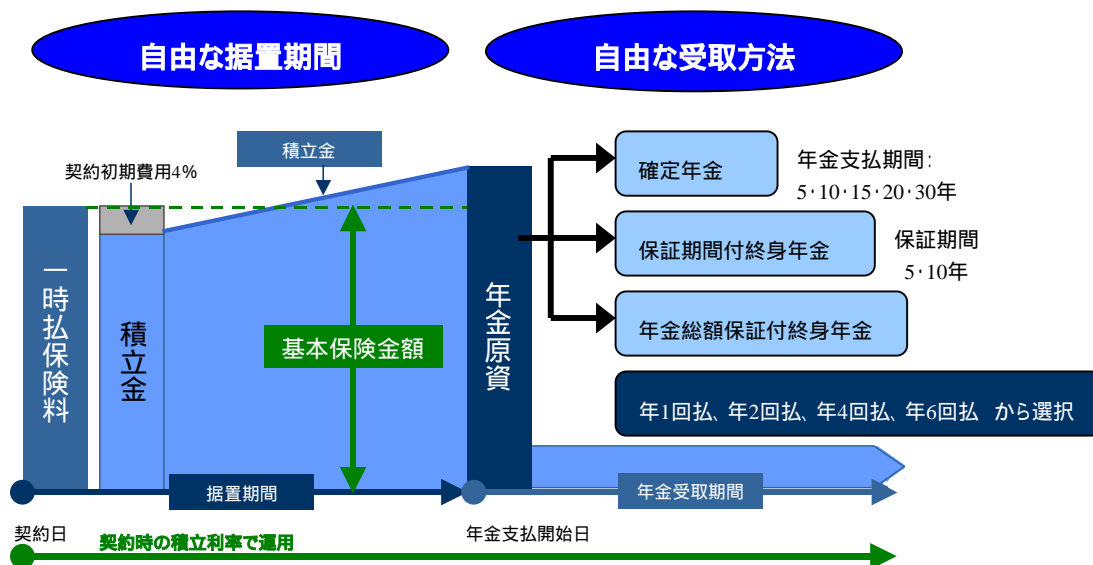 自由な据置期間
自由な受取方法
積立金
契約初期費用4%
確定年金
年金支払期間:
5・10・15・20・30年
保証期間付終身年金
保証期間
5・10年
年金総額保証付終身年金
一時払保険料
積立金
基本保険金額
年金原資
年1回払、年2回払、年4回払、年6回払 から選択
据置期間
年金受取期間
契約日
年金支払開始日
契約時の積立利率で運用